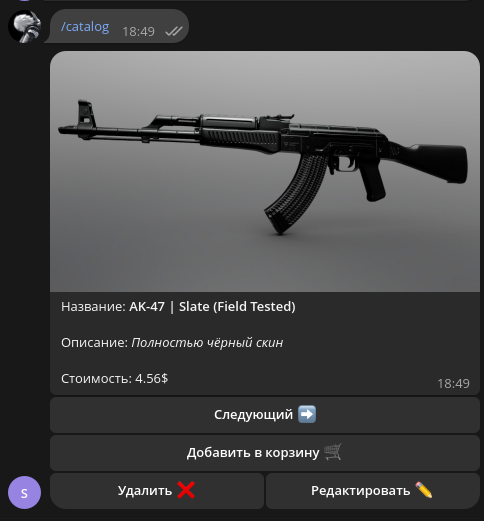 /catalog 18:49
Название: AK-47 | Slate (Field Tested)
Описание: Полностью чёрный скин
Стоимость: 4.56$
18:49
Следующий ➡️
Добавить в корзину 🛒
Удалить ❌
Редактировать ✏️
S